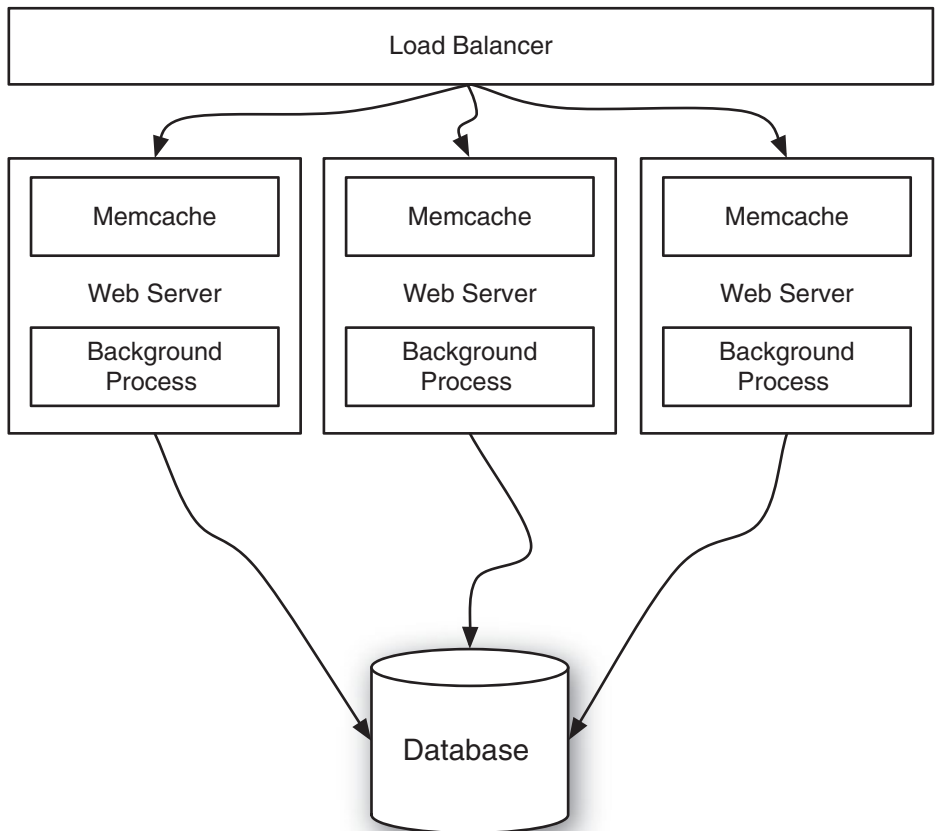 Load Balancer
Memcache
Web Server
Background
Process
Memcache
Web Server
Background
Process
Memcache
Web Server
Background
Process
Database